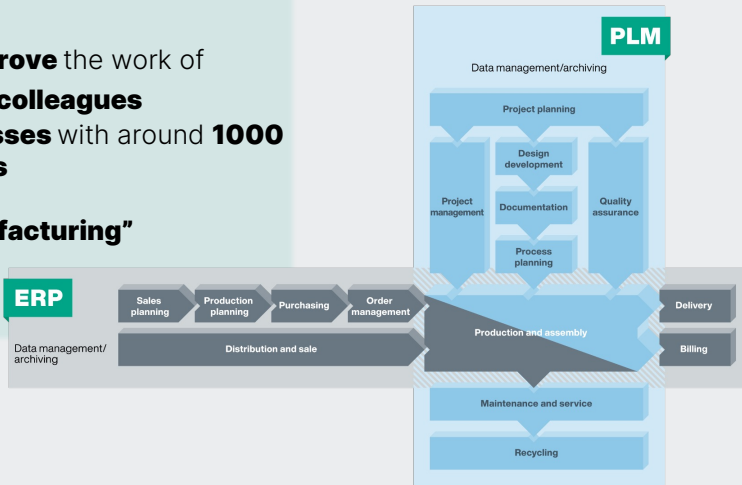 rove the work of
colleagues
sses with around 1000
s
facturing”
PLM
Data management/archiving
Project planning
Design
development
Project
management
Documentation
Quality
assurance
Process
planning
ERP
Sales
planning
Production
planning
Purchasing
Order
management
Delivery
Production and assembly
Data management/
archiving
Distribution and sale
Billing
Maintenance and service
Recycling